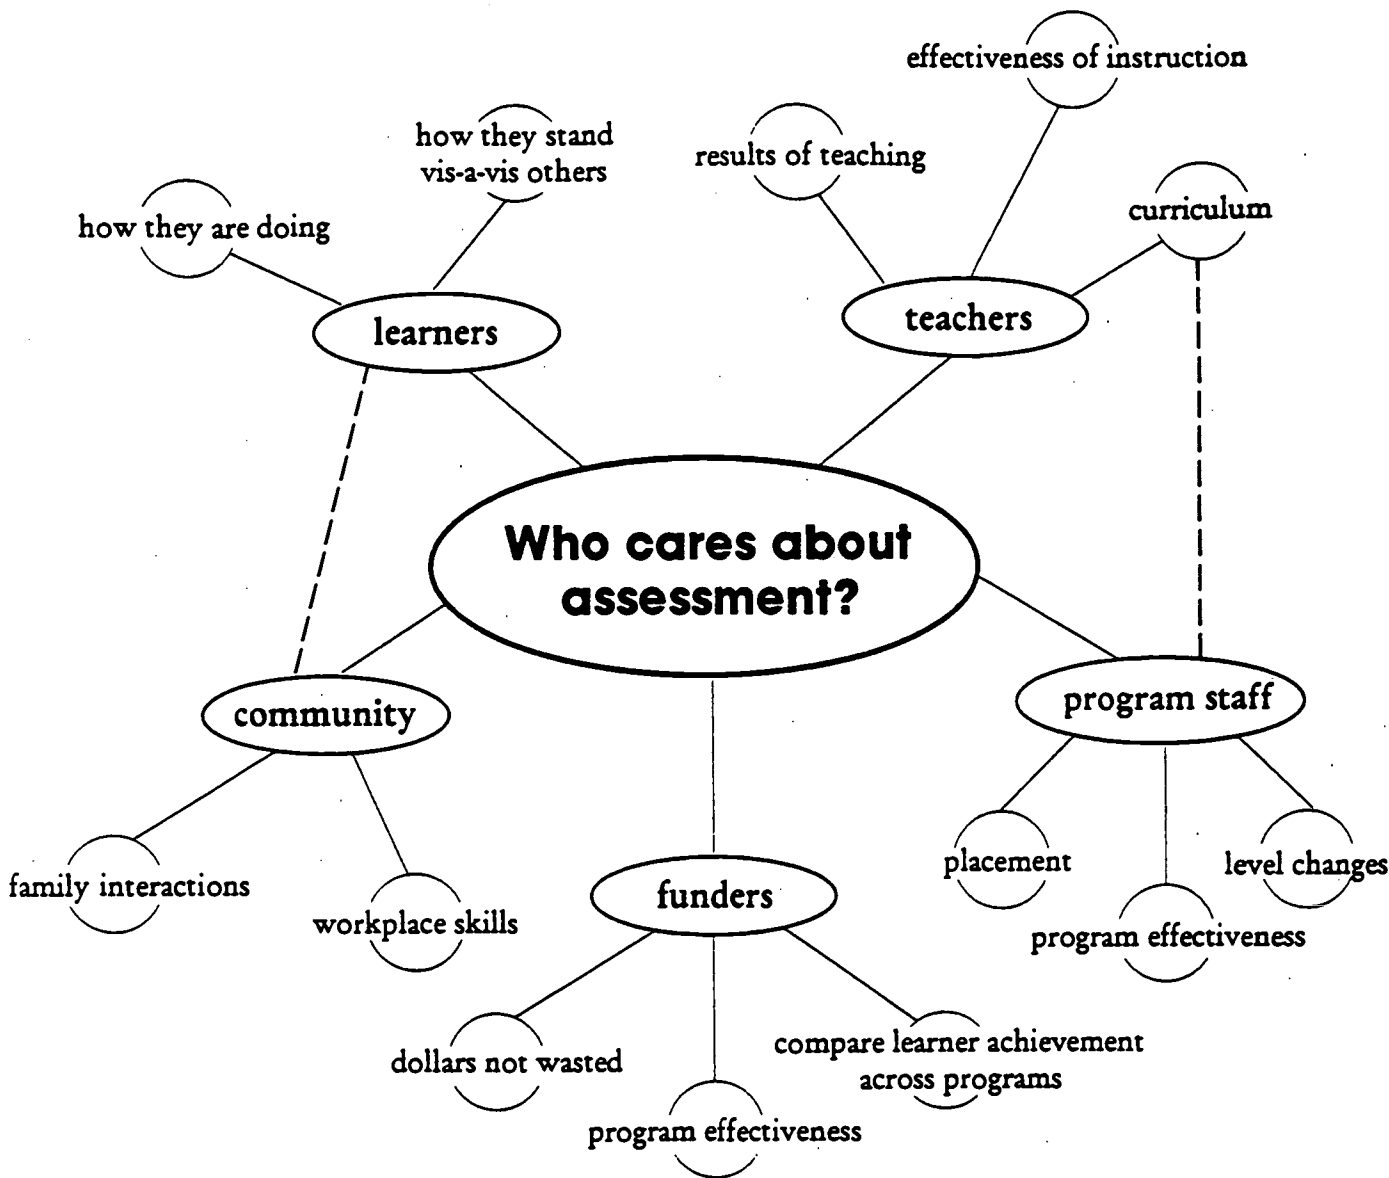 effectiveness of instruction
how they stand
vis-a-vis others
results of teaching
how they are doing
curriculum
learners
teachers
Who cares about
assessment?
community
program staff
family interactions
workplace skills
funders
placement
level changes
program effectiveness
dollars not wasted
compare learner achievement
across programs
program effectiveness